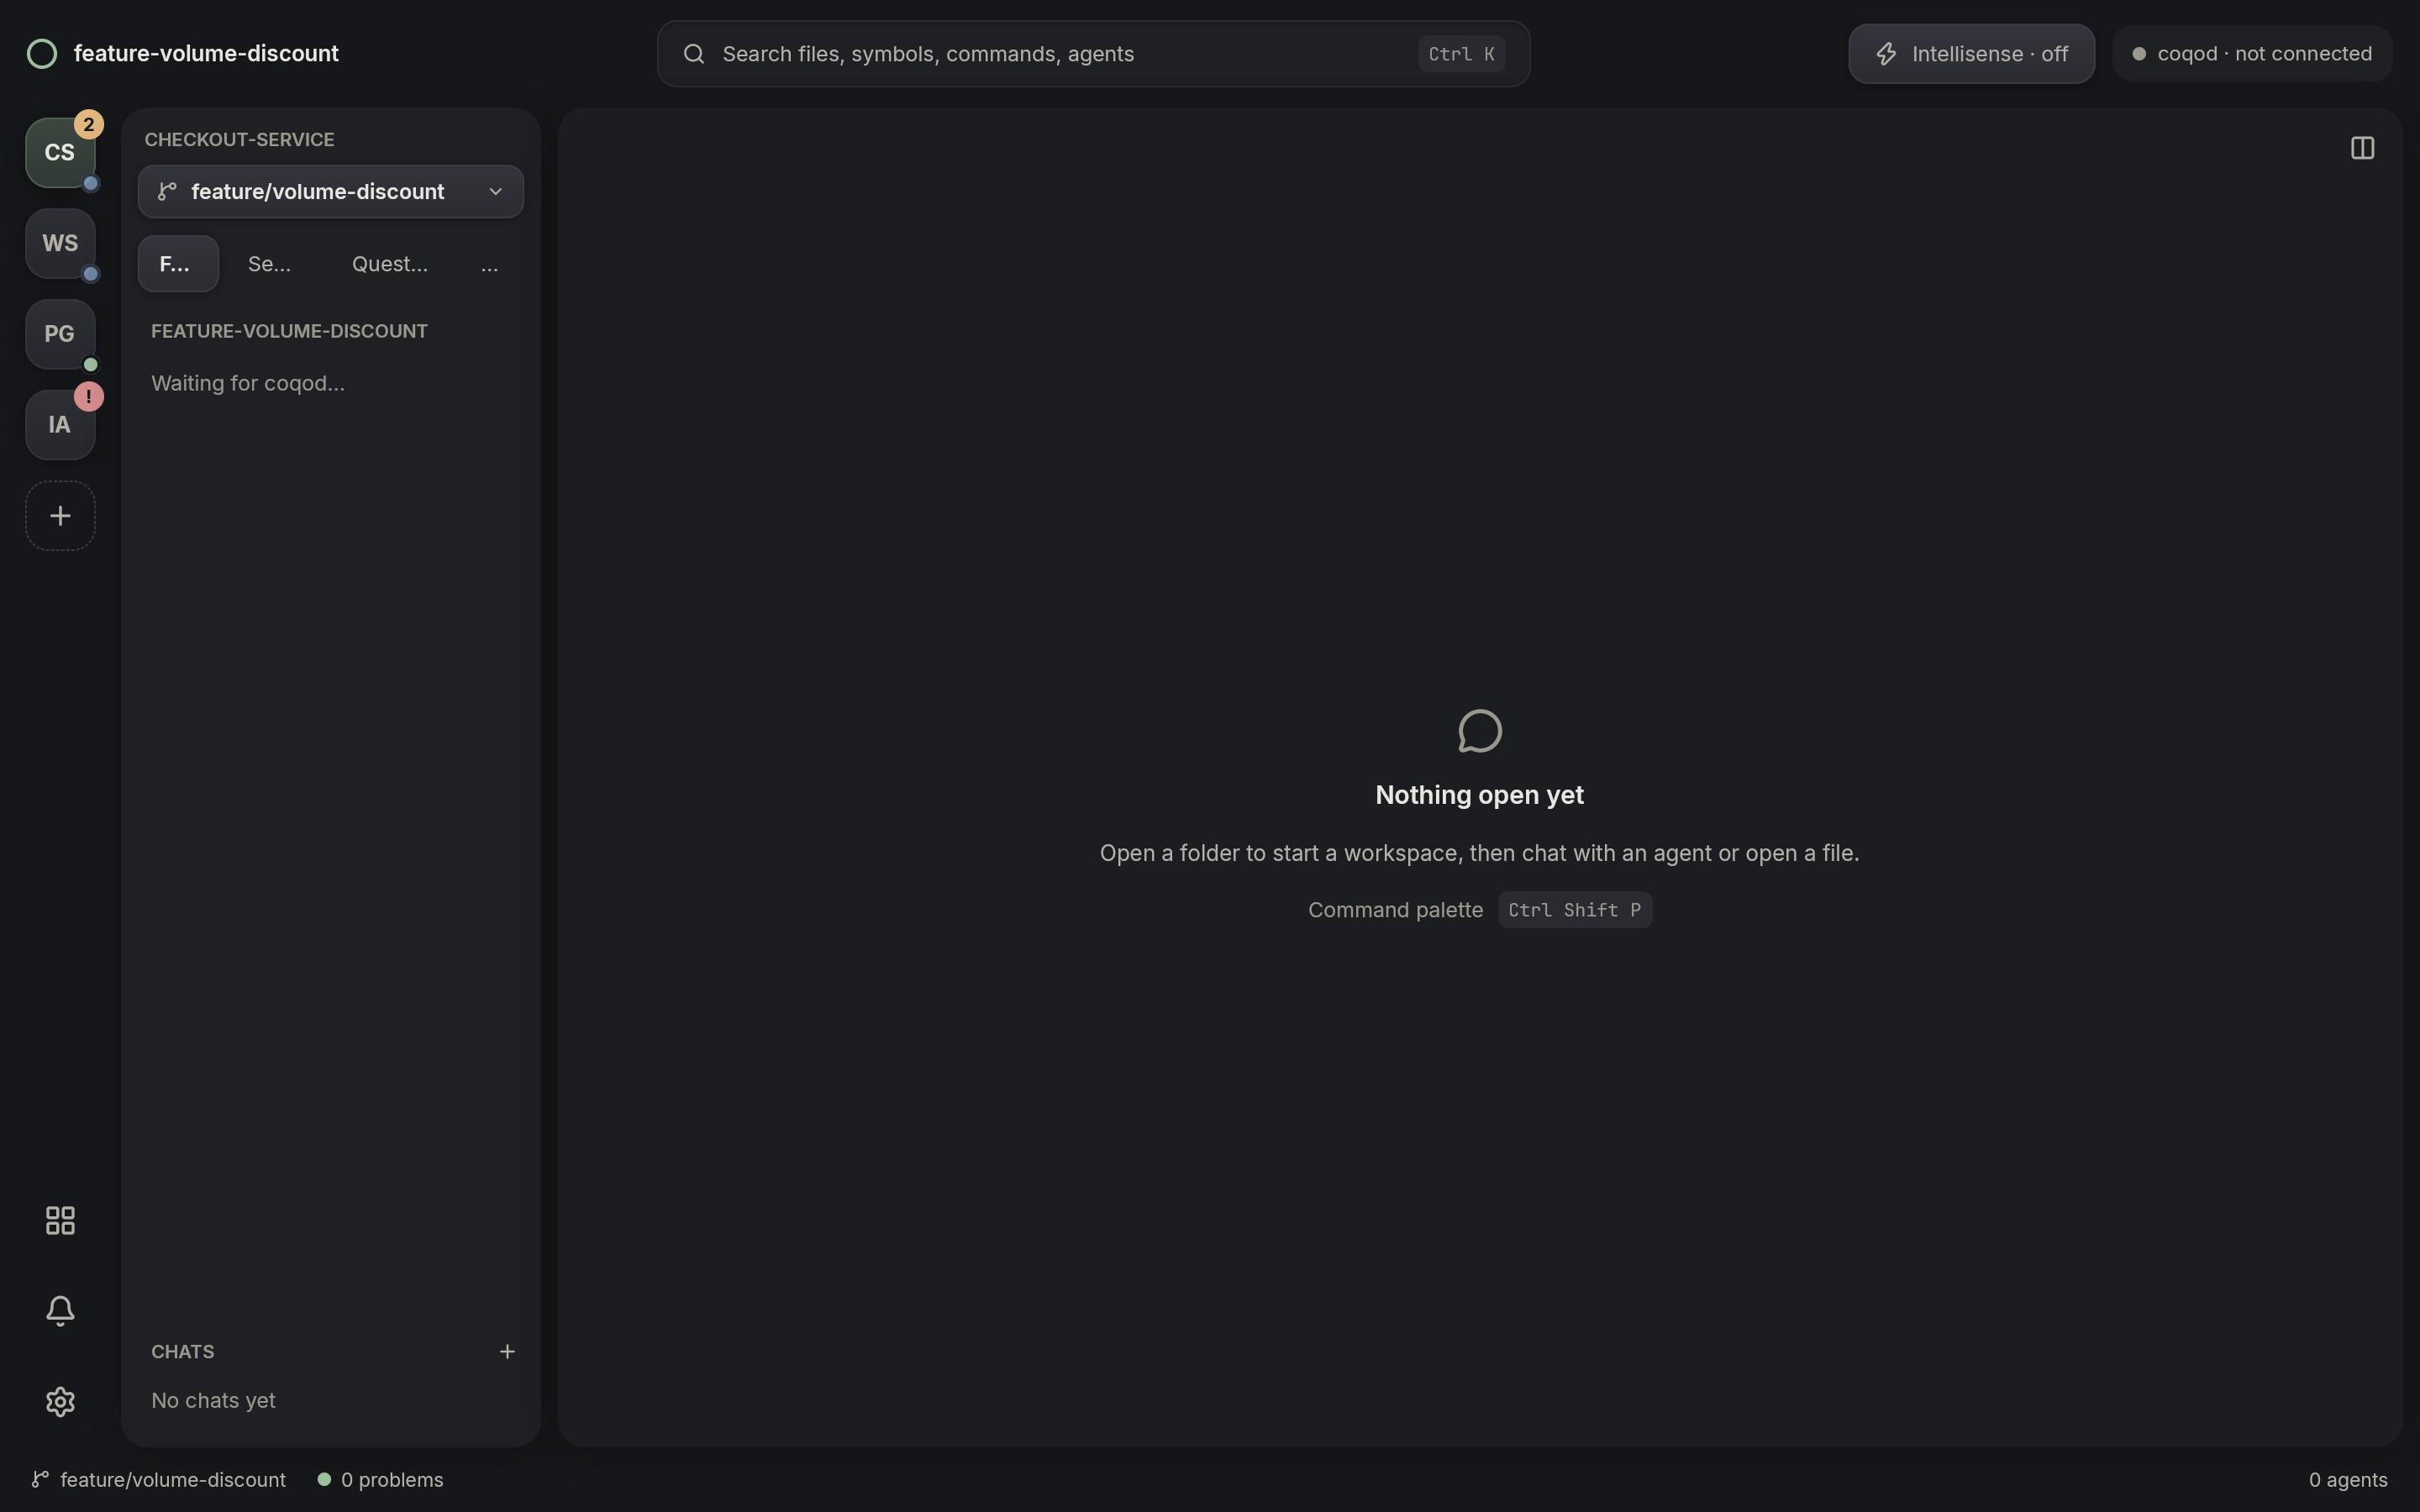 feature-volume-discount
Search files, symbols, commands, agents
Ctrl K
Intellisense · off
coqod · not connected
CS
2
WS
PG
IA
!
CHECKOUT-SERVICE
feature/volume-discount
F...
Se...
Quest...
...
FEATURE-VOLUME-DISCOUNT
Waiting for coqod...
Nothing open yet
Open a folder to start a workspace, then chat with an agent or open a file.
Command palette Ctrl Shift P
CHATS
No chats yet
feature/volume-discount
0 problems
0 agents